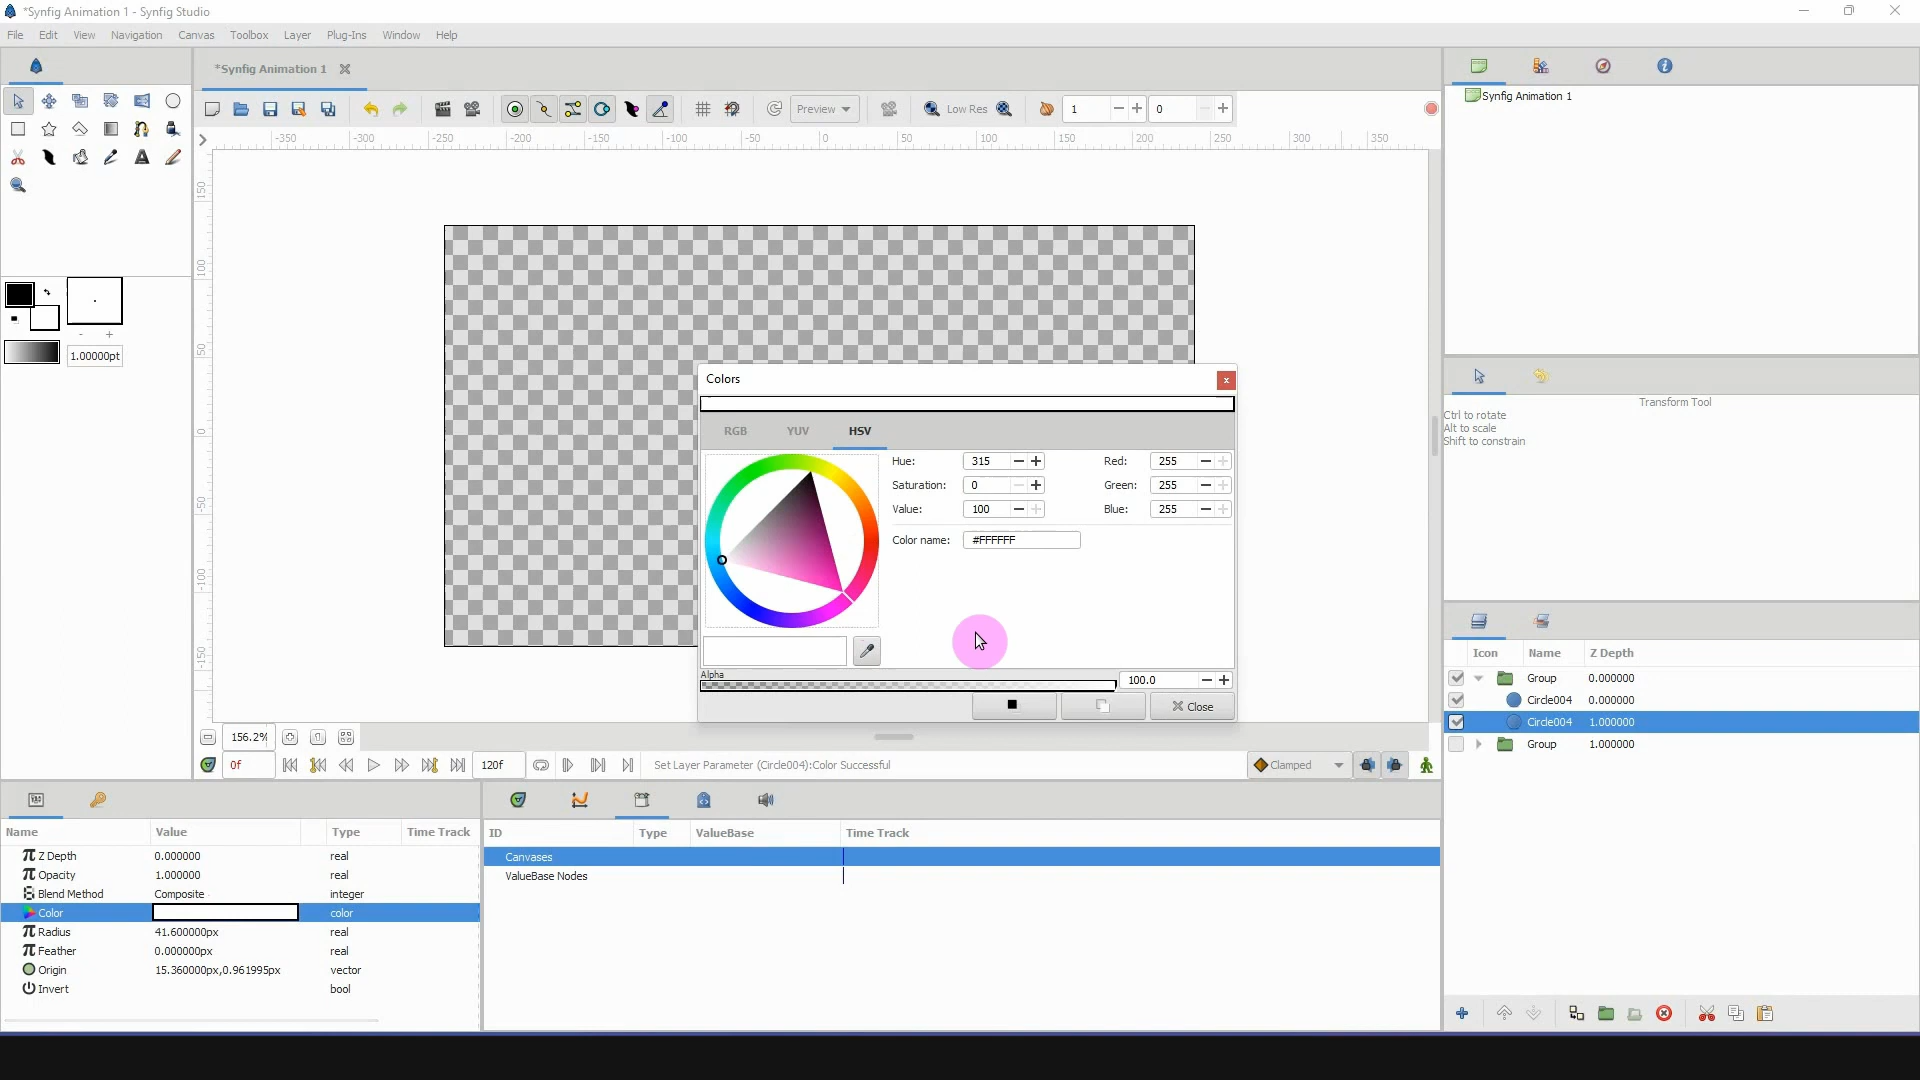 *Synfig Animation 1 - Synfig Studio
File Edit View Navigation Canvas Toolbox Layer Plug-Ins Window Help
*Synfig Animation 1
Preview Low Res 1 0
-350 -300 -250 -200 -150 -100 -50 0 50 100 150 200 250 300 350
150
100
50
0
-50
-100
-150
1.00000pt
Synfig Animation 1
Transform Tool
Ctrl to rotate
Alt to scale
Shift to constrain
Colors
RGB YUV HSV
Hue: 315 Red: 255
Saturation: 0 Green: 255
Value: 100 Blue: 255
Color name: #FFFFFF
Alpha
100.0
Close
Icon Name Z Depth
Group 0.000000
Circle004 0.000000
Circle004 1.000000
Group 1.000000
156.2%
0f 120f Set Layer Parameter (Circle004):Color Successful Clamped
Name Value Type Time Track
Z Depth 0.000000 real
Opacity 1.000000 real
Blend Method Composite integer
Color color
Radius 41.600000px real
Feather 0.000000px real
Origin 15.360000px,0.961995px vector
Invert bool
ID Type ValueBase Time Track
Canvases
ValueBase Nodes